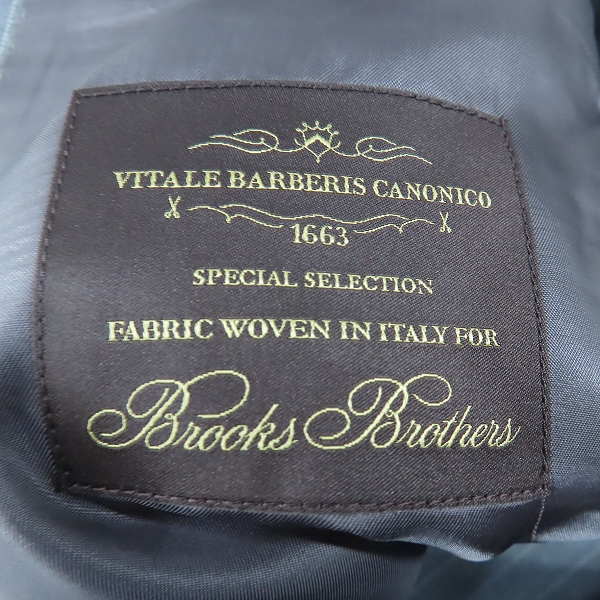 VITALE BARBERIS CANONICO
1663
SPECIAL SELECTION
FABRIC WOVEN IN ITALY FOR
Brooks Brothers